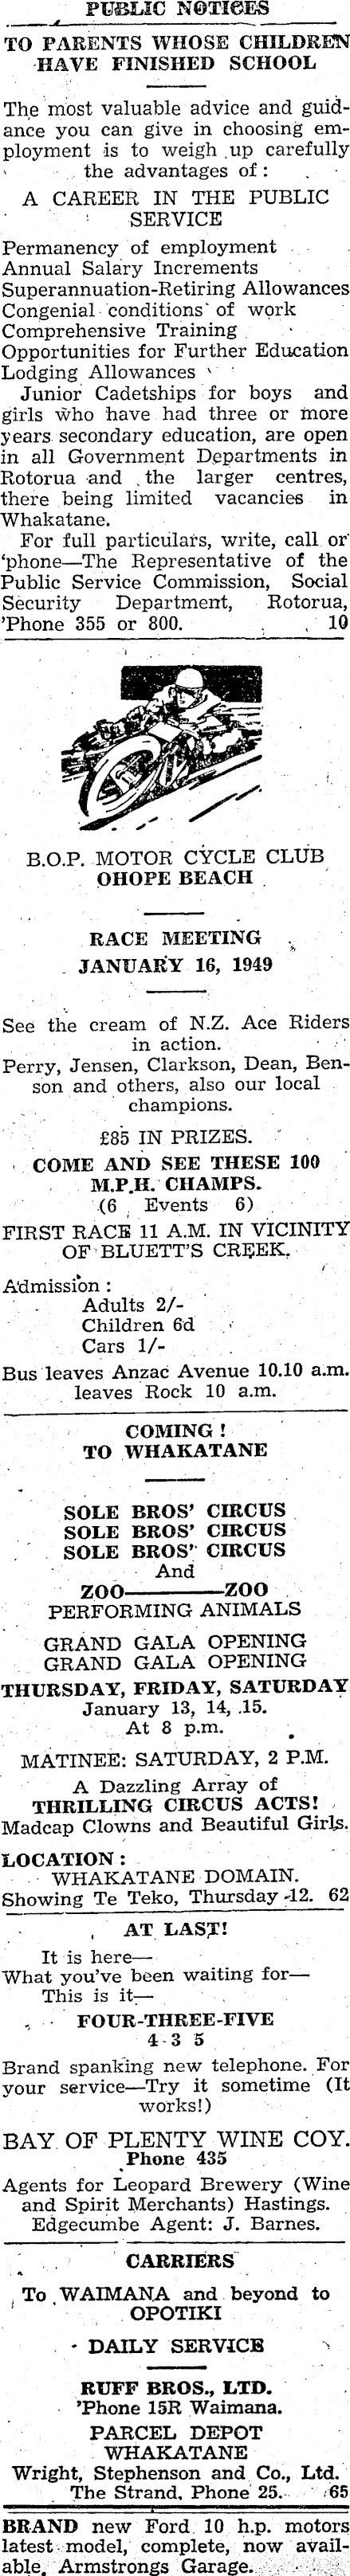 PUBLIC NOTICES
TO PARENTS WHOSE CHILDREN
HAVE FINISHED SCHOOL
The most valuable advice and guid-
ance you can give in choosing em-
ployment is to weigh up carefully
the advantages of :
A CAREER IN THE PUBLIC
SERVICE
Permanency of employment
Annual Salary Increments
Superannuation-Retiring Allowances
Congenial conditions of work
Comprehensive Training
Opportunities for Further Education
Lodging Allowances
Junior Cadetships for boys and
girls who have had three or more
years secondary education, are open
in all Government Departments in
Rotorua and the larger centres,
there being limited vacancies in
Whakatane.
For full particulars, write, call or
'phone—The Representative of the
Public Service Commission, Social
Security Department, Rotorua,
'Phone 355 or 800. 10
B.O.P. MOTOR CYCLE CLUB
OHOPE BEACH
RACE MEETING
JANUARY 16, 1949
See the cream of N.Z. Ace Riders
in action.
Perry, Jensen, Clarkson, Dean, Ben-
son and others, also our local
champions.
£85 IN PRIZES.
COME AND SEE THESE 100
M.P.H. CHAMPS.
(6 Events 6)
FIRST RACE 11 A.M. IN VICINITY
OF BLUETT'S CREEK.
Admission :
Adults 2/-
Children 6d
Cars 1/-
Bus leaves Anzac Avenue 10.10 a.m.
leaves Rock 10 a.m.
COMING !
TO WHAKATANE
SOLE BROS' CIRCUS
SOLE BROS' CIRCUS
SOLE BROS' CIRCUS
And
ZOO————ZOO
PERFORMING ANIMALS
GRAND GALA OPENING
GRAND GALA OPENING
THURSDAY, FRIDAY, SATURDAY
January 13, 14, 15.
At 8 p.m.
MATINEE: SATURDAY, 2 P.M.
A Dazzling Array of
THRILLING CIRCUS ACTS!
Madcap Clowns and Beautiful Girls.
LOCATION :
WHAKATANE DOMAIN.
Showing Te Teko, Thursday 12. 62
AT LAST!
It is here—
What you've been waiting for—
This is it—
FOUR-THREE-FIVE
4-3 5
Brand spanking new telephone. For
your service—Try it sometime (It
works!)
BAY OF PLENTY WINE COY.
Phone 435
Agents for Leopard Brewery (Wine
and Spirit Merchants) Hastings.
Edgecumbe Agent: J. Barnes.
CARRIERS
To WAIMANA and beyond to
OPOTIKI
DAILY SERVICE
RUFF BROS., LTD.
'Phone 15R Waimana.
PARCEL DEPOT
WHAKATANE
Wright, Stephenson and Co., Ltd.
The Strand, Phone 25. 65
BRAND new Ford 10 h.p. motors
latest model, complete, now avail-
able. Armstrongs Garage.